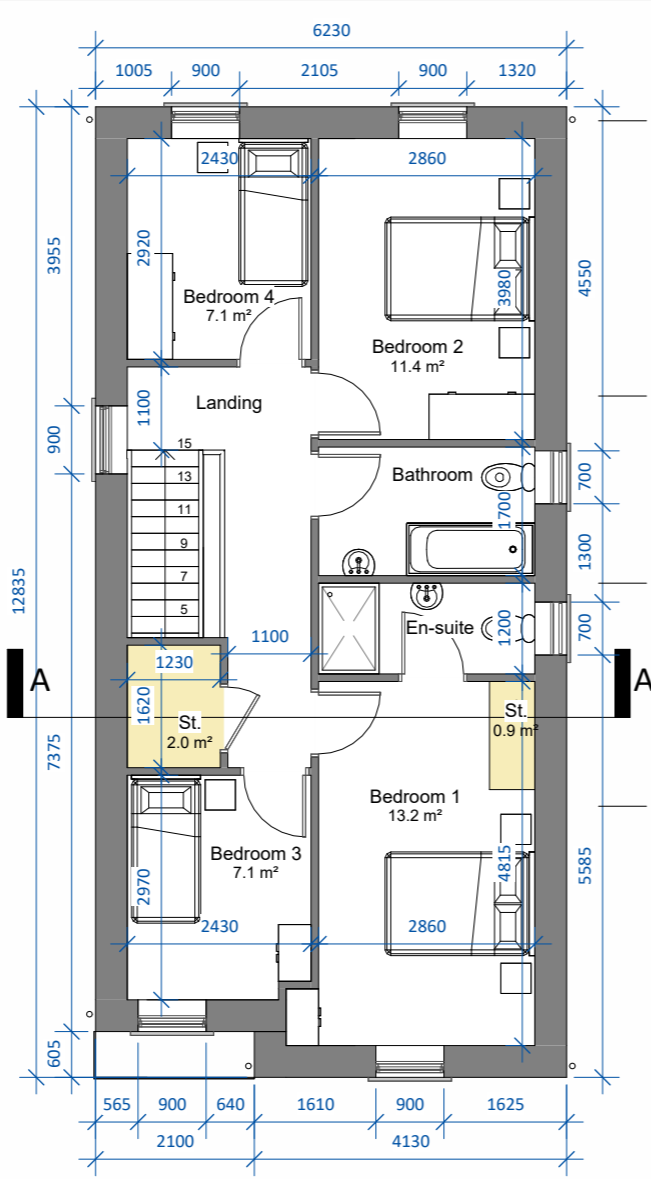 6230
1005 900 2105 900 1320
2430 2860
2920
3955
3980
4550
Bedroom 4
7.1 m²
Bedroom 2
11.4 m²
Landing
1100
900
15
13
11
9
7
5
Bathroom
1700
700
1300
12835
En-suite
1200
700
1100
A
A
1230
1620
St.
2.0 m²
St.
0.9 m²
7375
Bedroom 1
13.2 m²
Bedroom 3
7.1 m²
2970
4815
5585
2430 2860
605
565 900 640 1610 900 1625
2100 4130